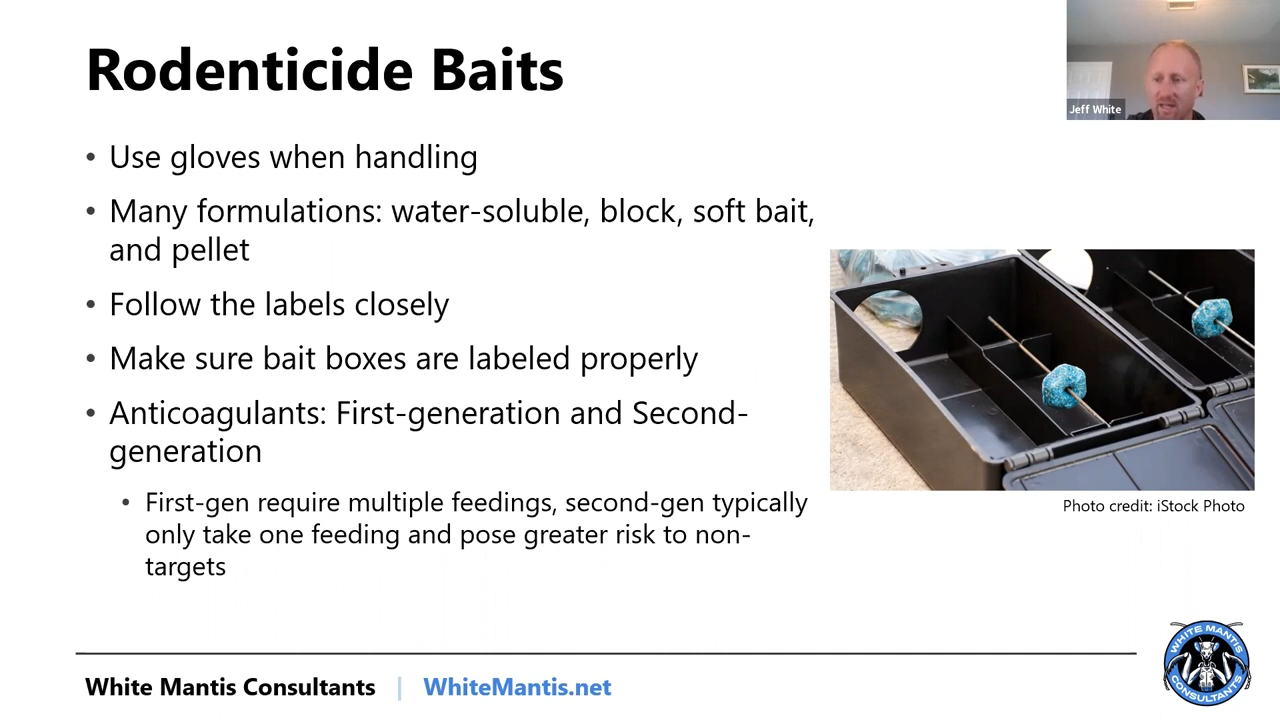 Rodenticide Baits
Jeff White
• Use gloves when handling
• Many formulations: water-soluble, block, soft bait,
and pellet
• Follow the labels closely
• Make sure bait boxes are labeled properly
• Anticoagulants: First-generation and Second-
generation
• First-gen require multiple feedings, second-gen typically
only take one feeding and pose greater risk to non-
targets
Photo credit: iStock Photo
White Mantis Consultants | WhiteMantis.net
WHITE MANTIS
CONSULTANTS